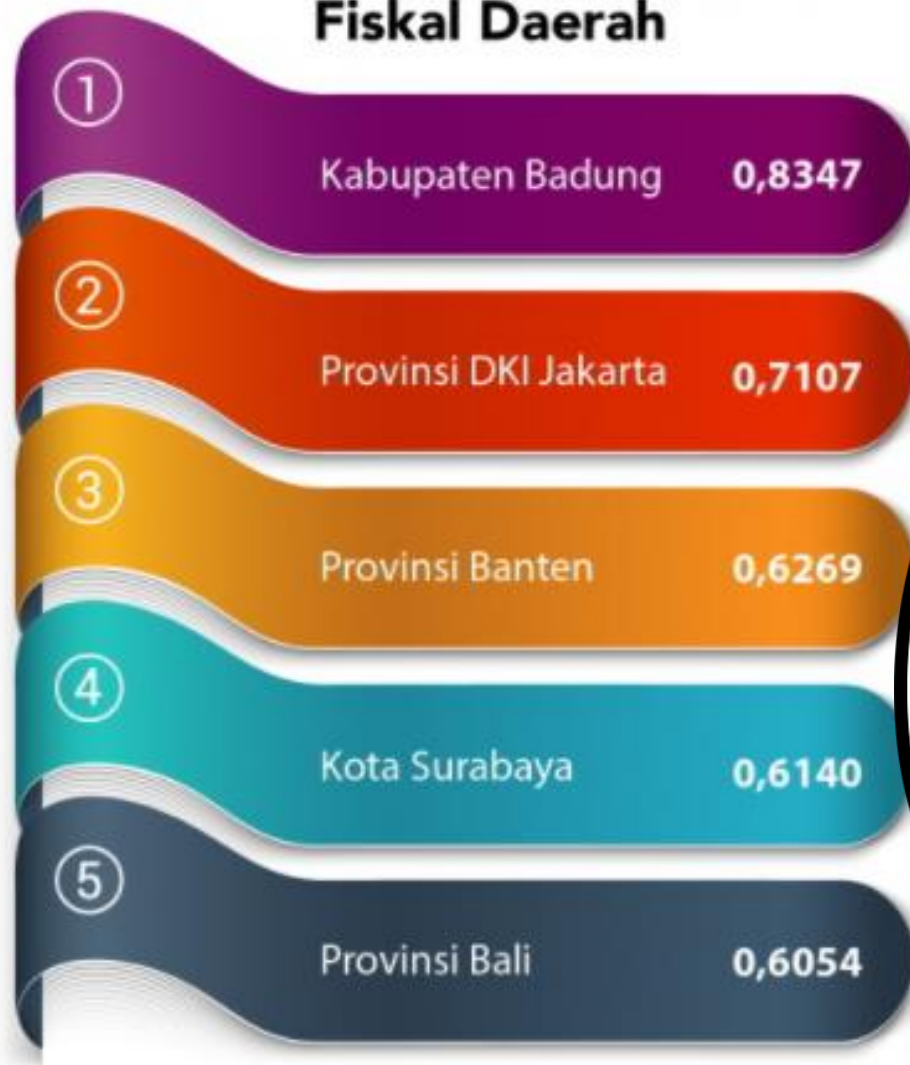 Fiskal Daerah
1
Kabupaten Badung 0,8347
2
Provinsi DKI Jakarta 0,7107
3
Provinsi Banten 0,6269
4
Kota Surabaya 0,6140
5
Provinsi Bali 0,6054